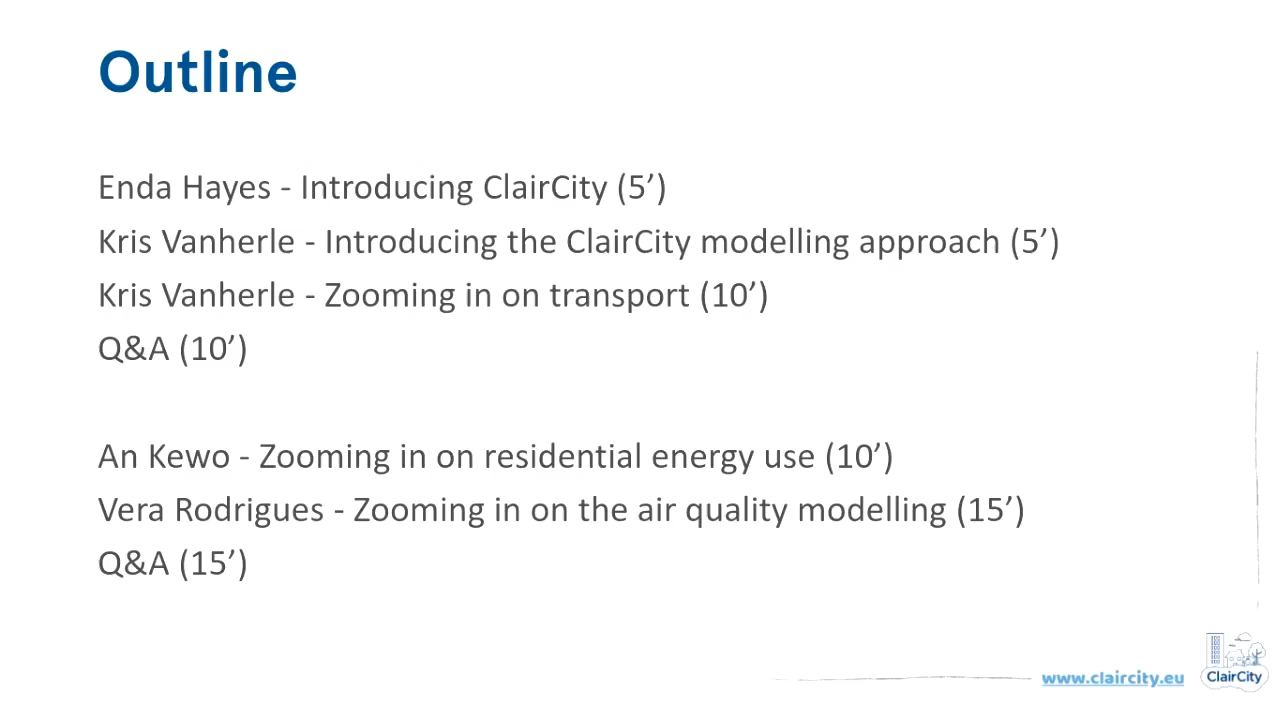 Outline
Enda Hayes - Introducing ClairCity (5’)
Kris Vanherle - Introducing the ClairCity modelling approach (5’)
Kris Vanherle - Zooming in on transport (10’)
Q&A (10’)
An Kewo - Zooming in on residential energy use (10’)
Vera Rodrigues - Zooming in on the air quality modelling (15’)
Q&A (15’)
www.claircity.eu
ClairCity